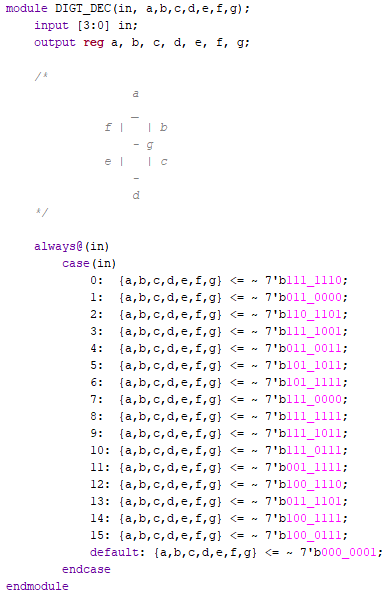 module DIGT_DEC(in, a,b,c,d,e,f,g);
    input [3:0] in;
    output reg a, b, c, d, e, f, g;
    /*
                  a
                  _
              f |   | b
                  - g
              e |   | c
                  -
                  d
    */
    always@(in)
        case(in)
            0:  {a,b,c,d,e,f,g} <= ~ 7'b111_1110;
            1:  {a,b,c,d,e,f,g} <= ~ 7'b011_0000;
            2:  {a,b,c,d,e,f,g} <= ~ 7'b110_1101;
            3:  {a,b,c,d,e,f,g} <= ~ 7'b111_1001;
            4:  {a,b,c,d,e,f,g} <= ~ 7'b011_0011;
            5:  {a,b,c,d,e,f,g} <= ~ 7'b101_1011;
            6:  {a,b,c,d,e,f,g} <= ~ 7'b101_1111;
            7:  {a,b,c,d,e,f,g} <= ~ 7'b111_0000;
            8:  {a,b,c,d,e,f,g} <= ~ 7'b111_1111;
            9:  {a,b,c,d,e,f,g} <= ~ 7'b111_1011;
            10: {a,b,c,d,e,f,g} <= ~ 7'b111_0111;
            11: {a,b,c,d,e,f,g} <= ~ 7'b001_1111;
            12: {a,b,c,d,e,f,g} <= ~ 7'b100_1110;
            13: {a,b,c,d,e,f,g} <= ~ 7'b011_1101;
            14: {a,b,c,d,e,f,g} <= ~ 7'b100_1111;
            15: {a,b,c,d,e,f,g} <= ~ 7'b100_0111;
            default: {a,b,c,d,e,f,g} <= ~ 7'b000_0001;
        endcase
endmodule